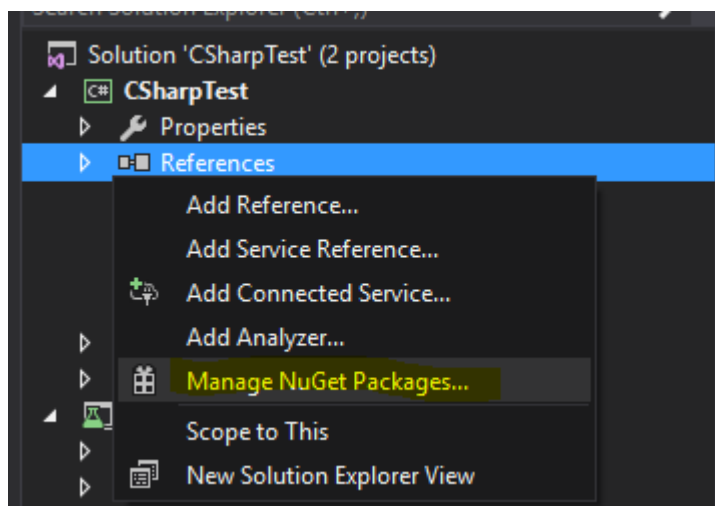 Search Solution Explorer (Ctrl+;)
Solution 'CSharpTest' (2 projects)
C# CSharpTest
Properties
References
Add Reference...
Add Service Reference...
Add Connected Service...
Add Analyzer...
Manage NuGet Packages...
Scope to This
New Solution Explorer View